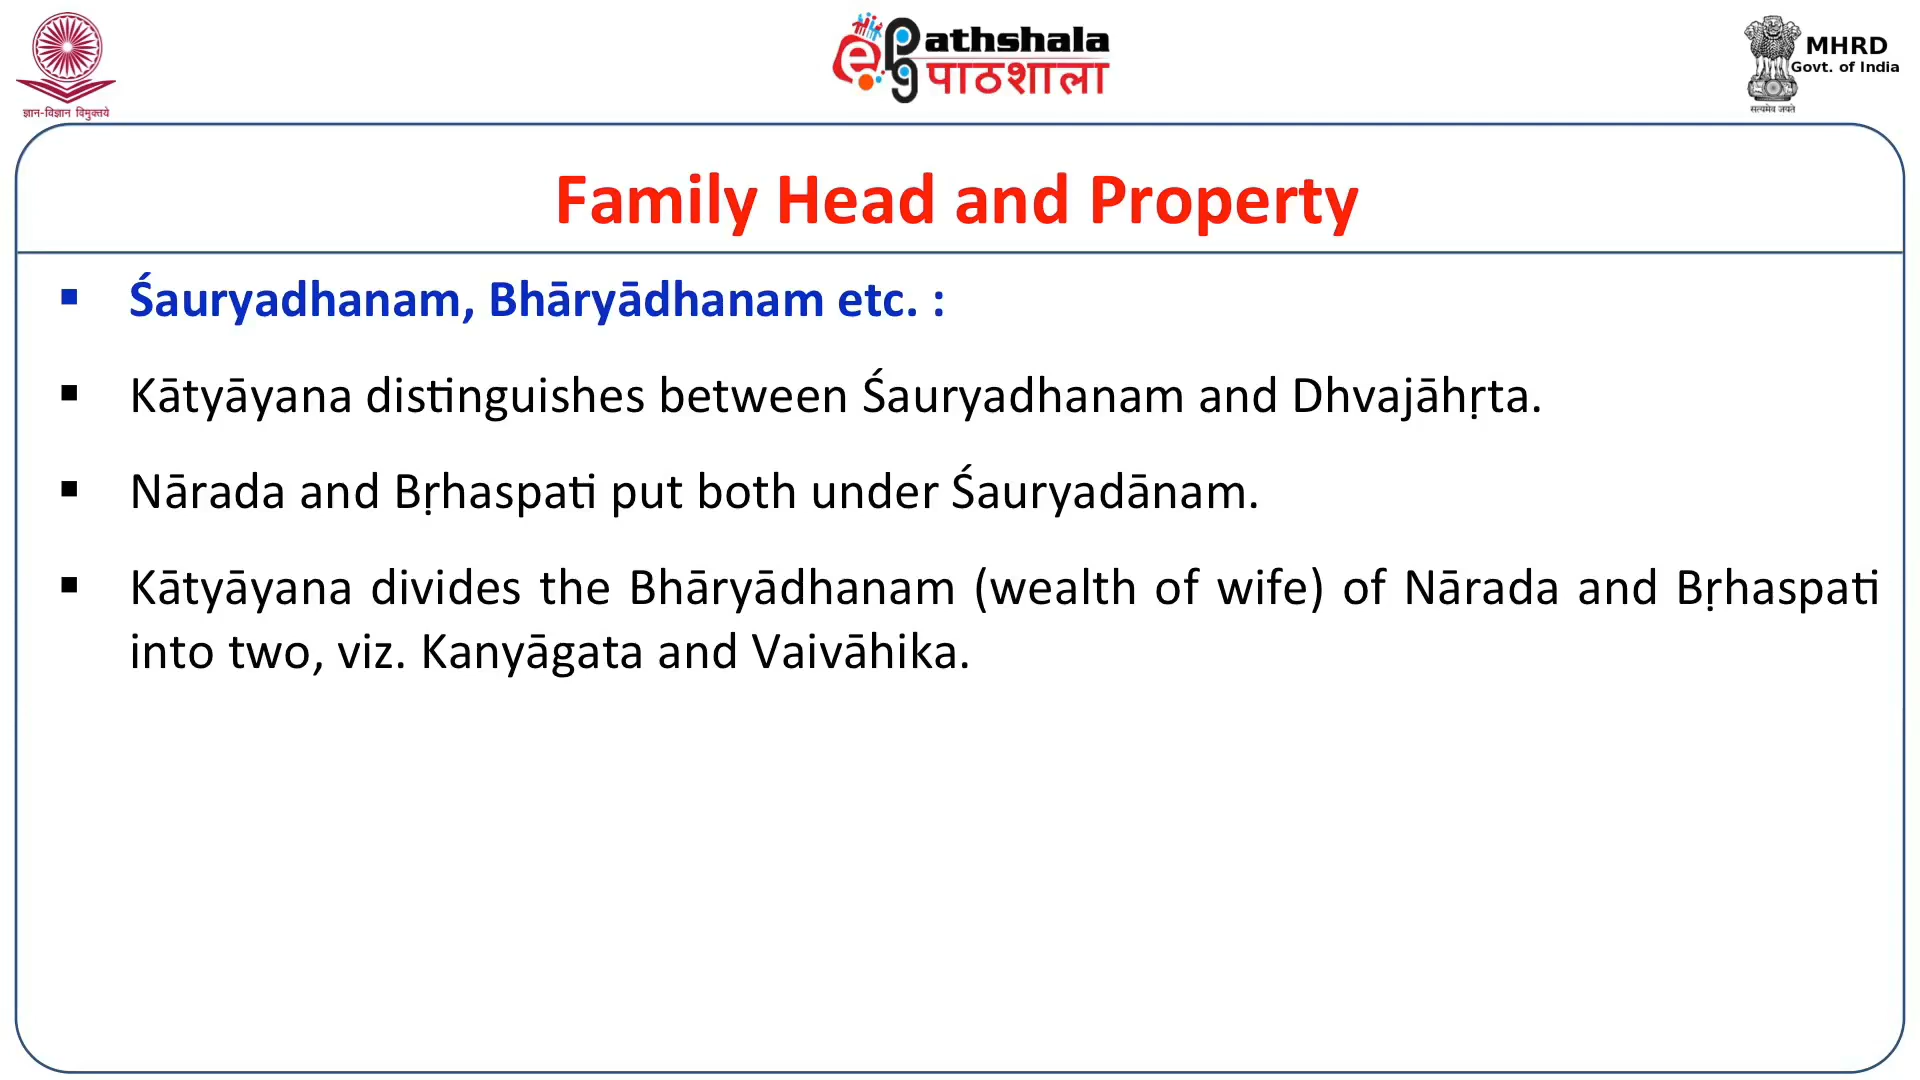 ज्ञान-विज्ञान विमुक्तये
e
pg
athshala
पाठशाला
MHRD
Govt. of India
सत्यमेव जयते
Family Head and Property
▪ Śauryadhanam, Bhāryādhanam etc. :
▪ Kātyāyana distinguishes between Śauryadhanam and Dhvajāhṛta.
▪ Nārada and Bṛhaspati put both under Śauryadānam.
▪ Kātyāyana divides the Bhāryādhanam (wealth of wife) of Nārada and Bṛhaspati
into two, viz. Kanyāgata and Vaivāhika.